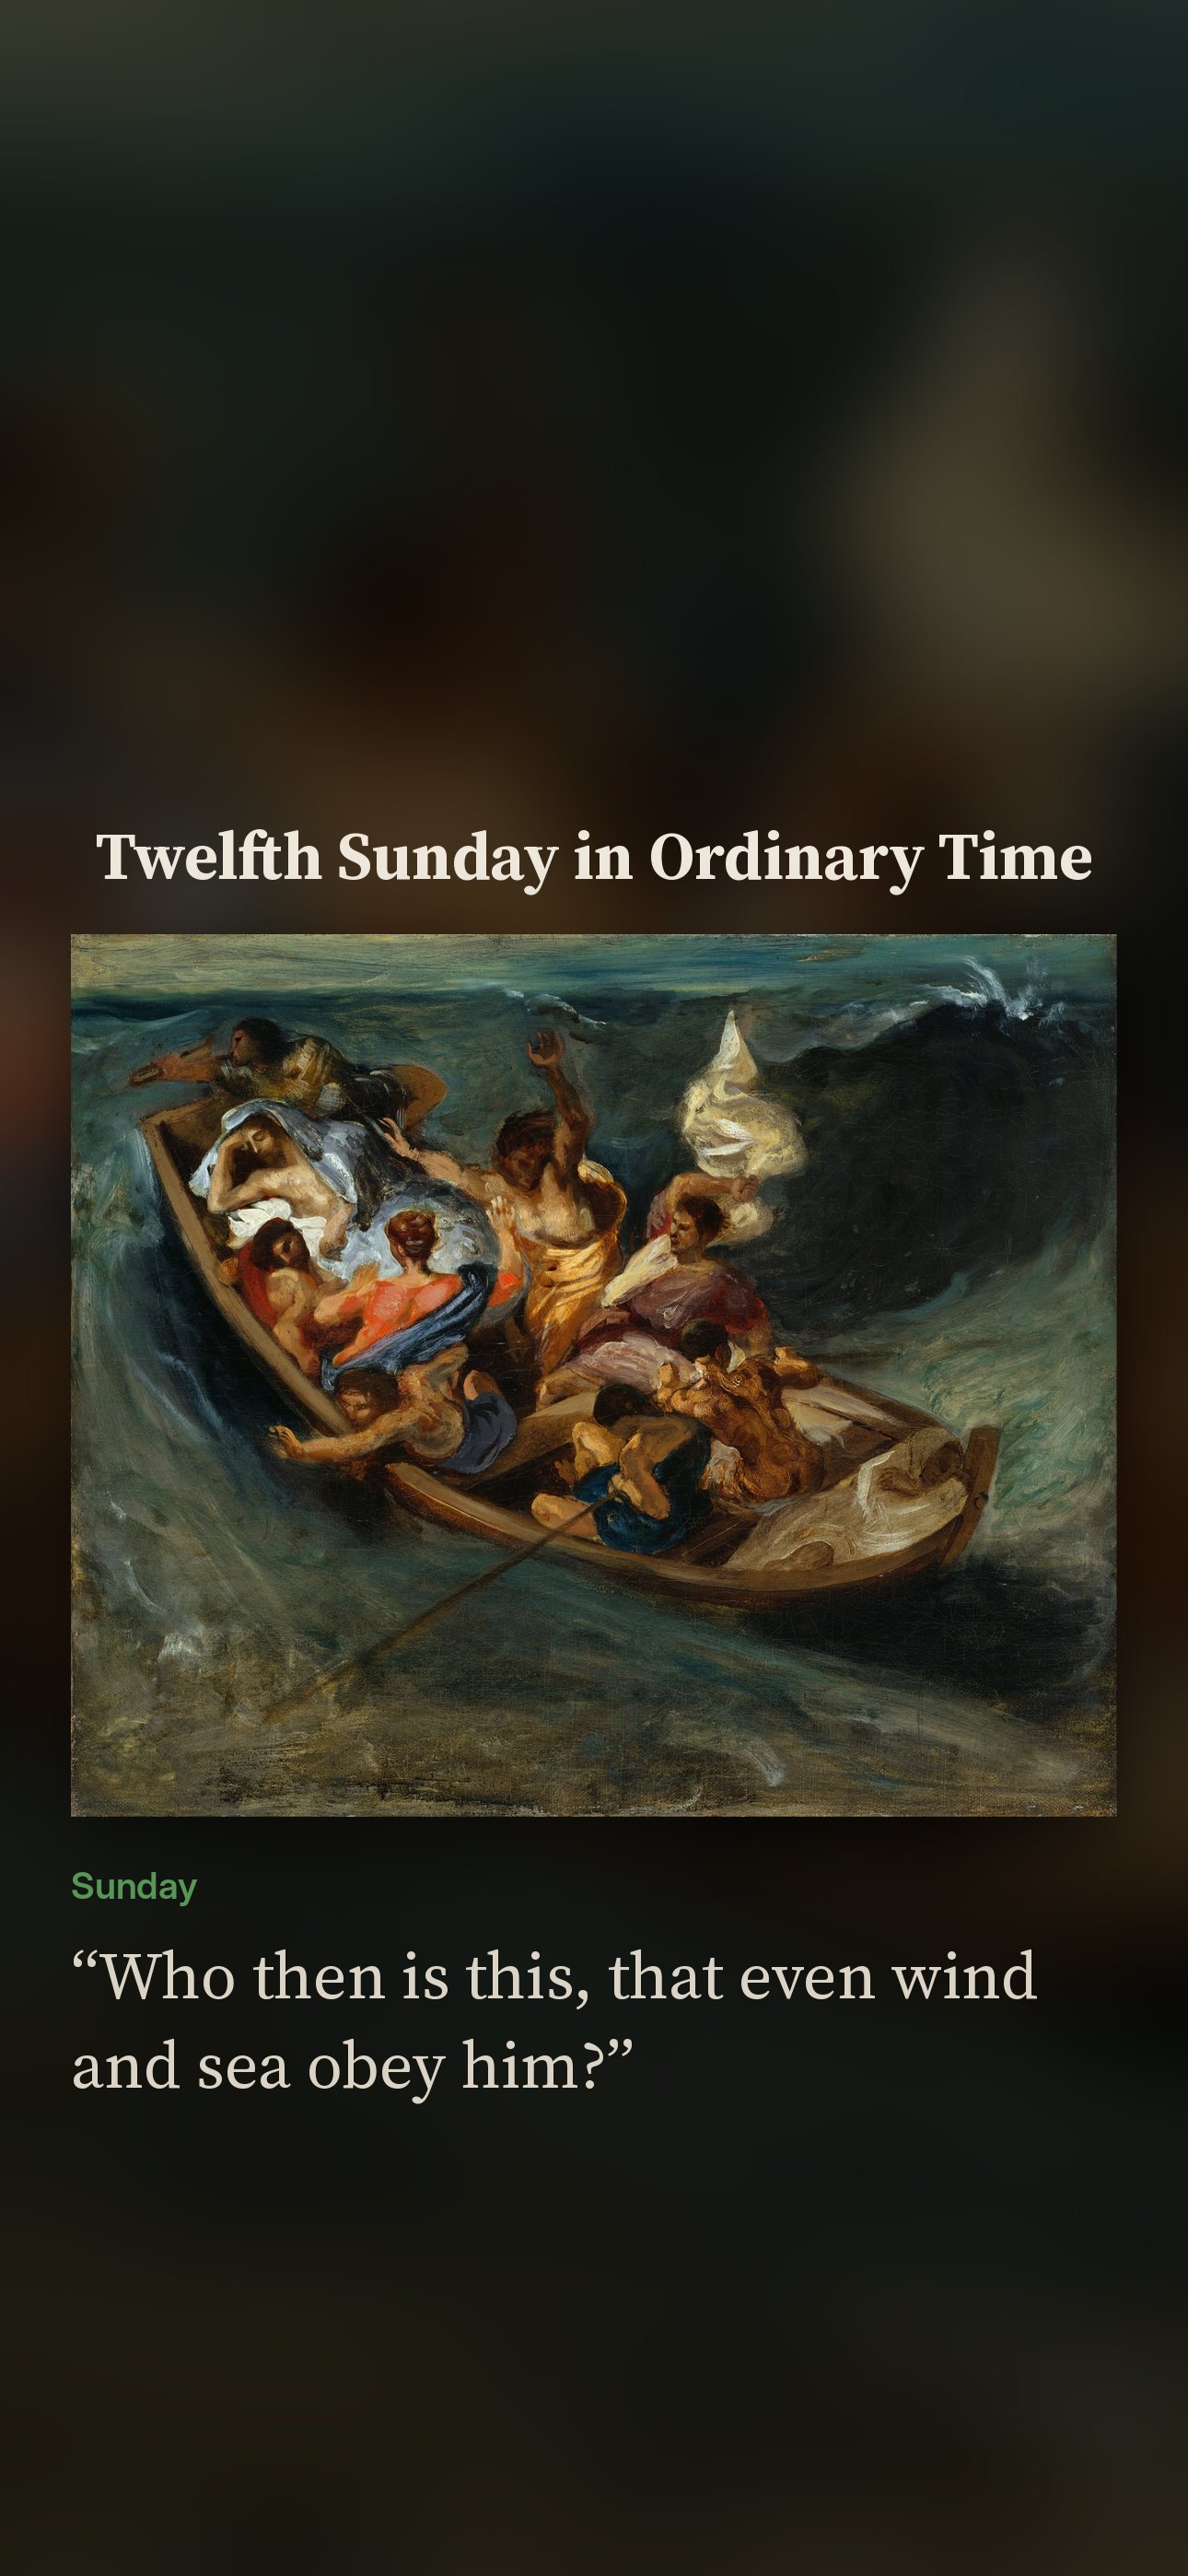 Twelfth Sunday in Ordinary Time
Sunday
“Who then is this, that even wind
and sea obey him?”